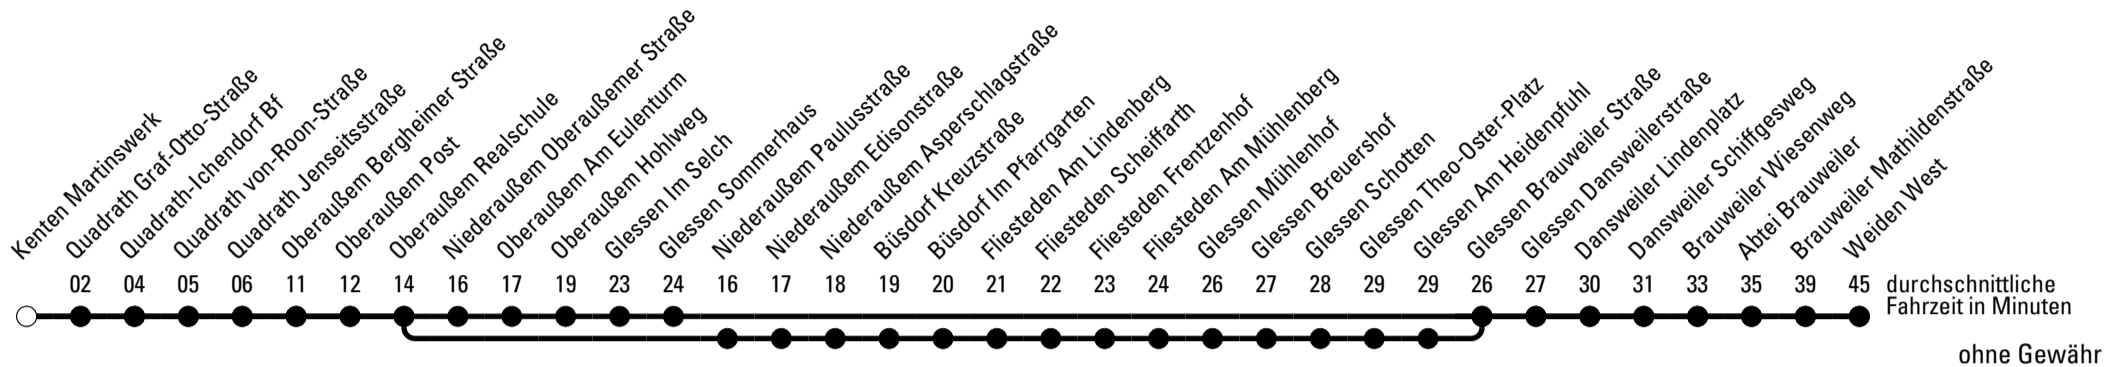 Kenten Martinswerk
Quadrath Graf-Otto-Straße
Quadrath-Ichendorf Bf
Quadrath von-Roon-Straße
Quadrath Jenseitsstraße
Oberaußem Bergheimer Straße
Oberaußem Post
Oberaußem Realschule
Niederaußem Oberaußemer Straße
Oberaußem Am Eulenturm
Oberaußem Hohlweg
Glessen Im Selch
Glessen Sommerhaus
Niederaußem Paulusstraße
Niederaußem Edisonstraße
Niederaußem Asperschlagstraße
Büsdorf Kreuzstraße
Büsdorf Im Pfarrgarten
Fliesteden Am Lindenberg
Fliesteden Scheiffarth
Fliesteden Frentzenhof
Fliesteden Am Mühlenberg
Glessen Mühlenhof
Glessen Breuershof
Glessen Schotten
Glessen Theo-Oster-Platz
Glessen Am Heidenpfuhl
Glessen Brauweiler Straße
Glessen Dansweilerstraße
Dansweiler Lindenplatz
Dansweiler Schiffgesweg
Brauweiler Wiesenweg
Abtei Brauweiler
Brauweiler Mathildenstraße
Weiden West
02 04 05 06 11 12 14 16 17 19 23 24 16 17 18 19 20 21 22 23 24 26 27 28 29 29 26 27 30 31 33 35 39 45 durchschnittliche
Fahrzeit in Minuten
ohne Gewähr